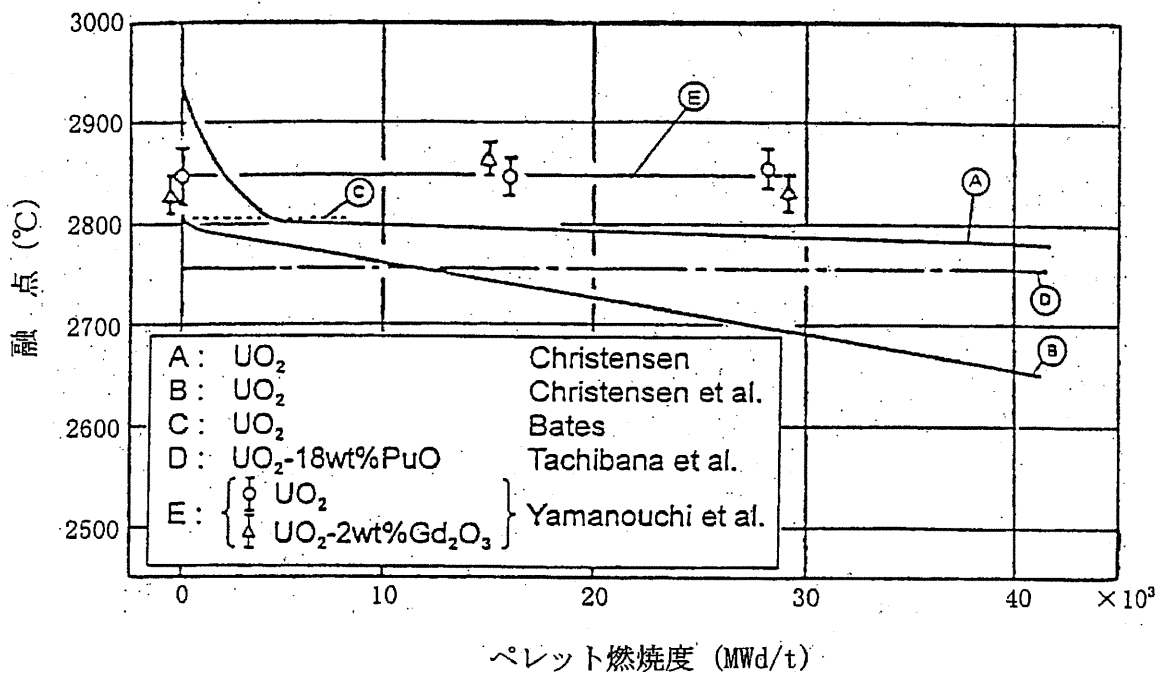 3000
2900
2800
2700
2600
2500
融点 (℃)
E
A
C
D
B
A : UO₂ Christensen
B : UO₂ Christensen et al.
C : UO₂ Bates
D : UO₂-18wt%PuO Tachibana et al.
E : { UO₂ } Yamanouchi et al.
UO₂-2wt%Gd₂O₃
0 10 20 30 40 ×10³
ペレット燃焼度 (MWd/t)